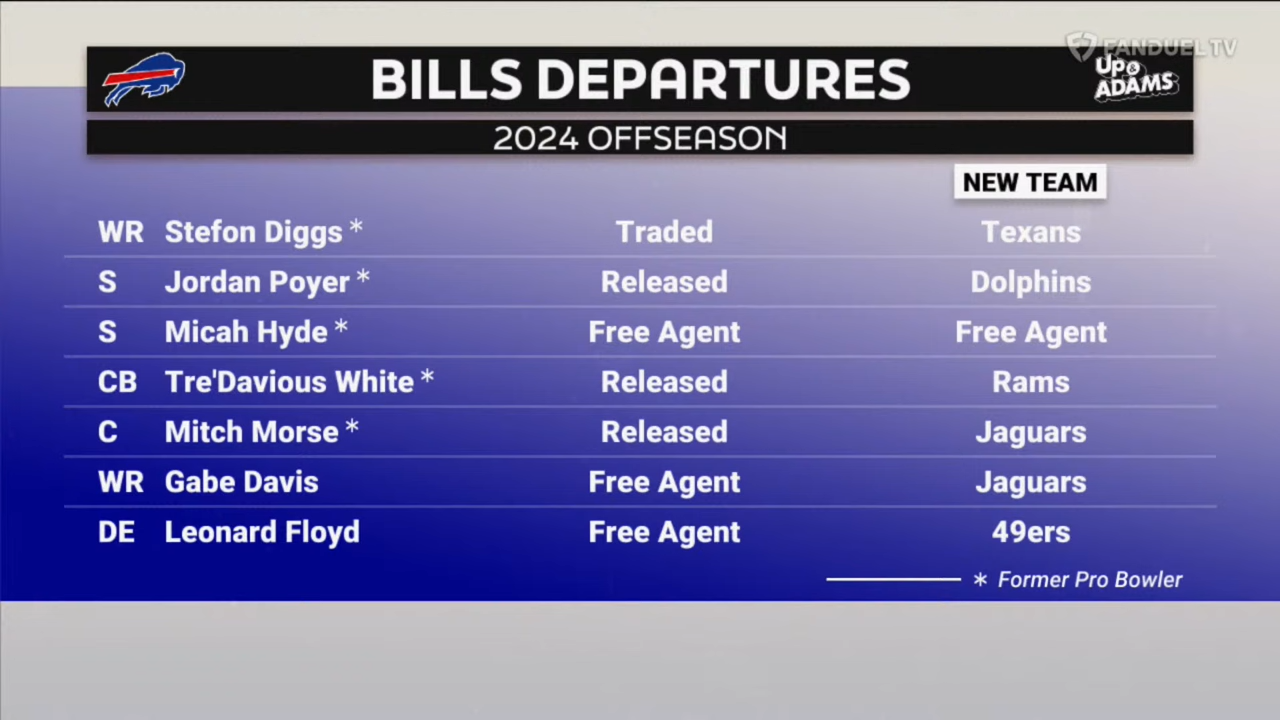 FANDUEL TV
BILLS DEPARTURES
Up &
ADAMS
2024 OFFSEASON
NEW TEAM
WR Stefon Diggs * Traded Texans
S Jordan Poyer * Released Dolphins
S Micah Hyde * Free Agent Free Agent
CB Tre'Davious White * Released Rams
C Mitch Morse * Released Jaguars
WR Gabe Davis Free Agent Jaguars
DE Leonard Floyd Free Agent 49ers
* Former Pro Bowler